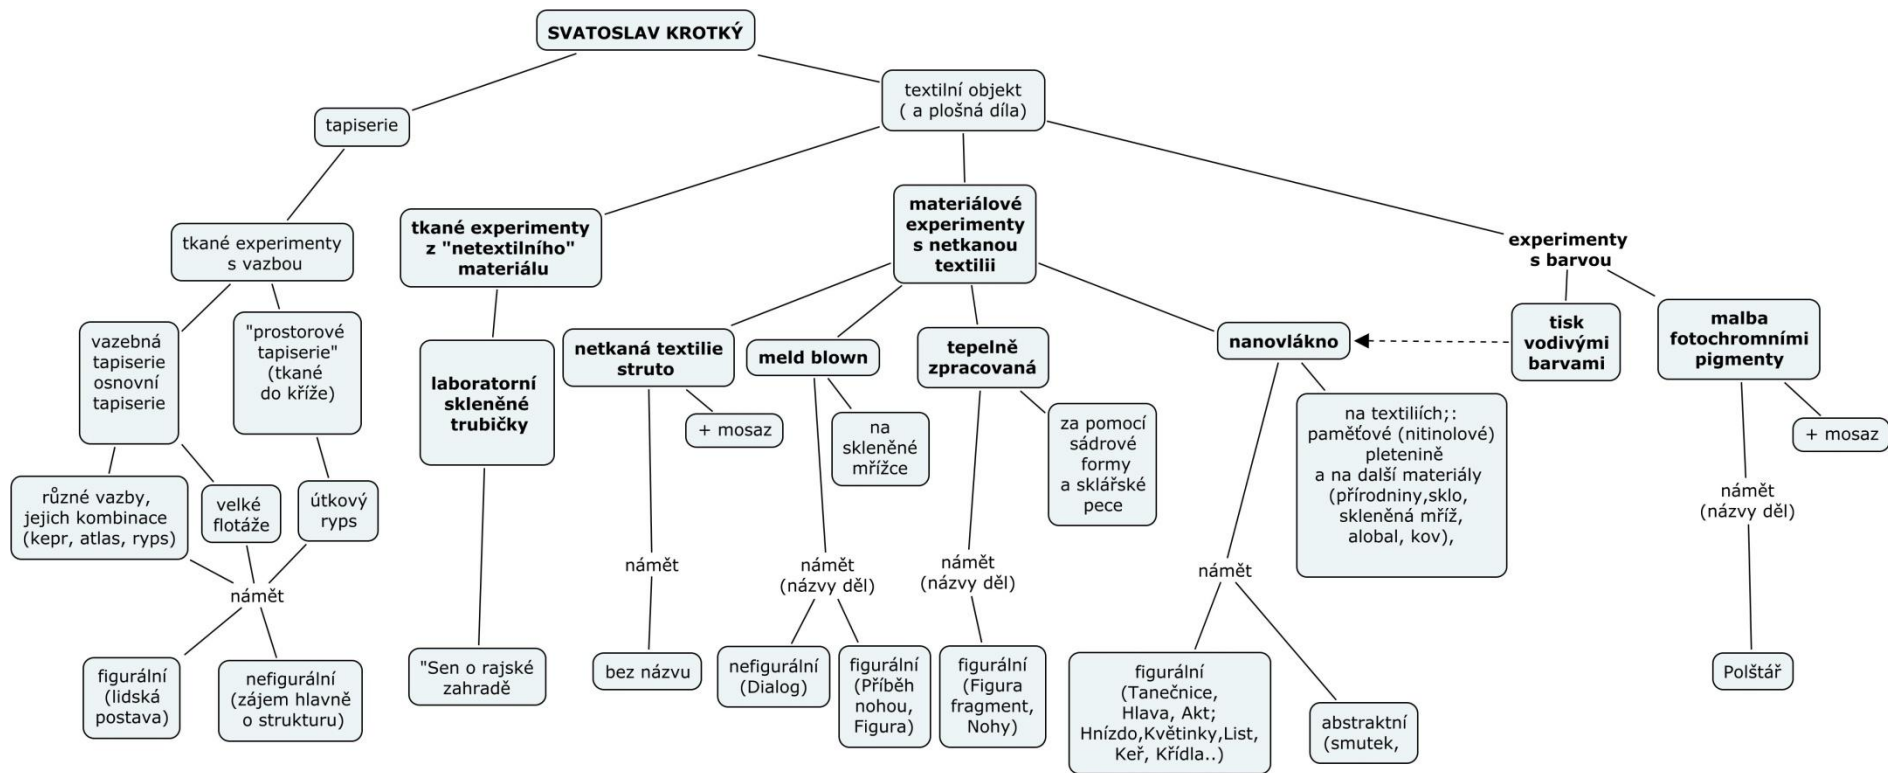 SVATOSLAV KROTKÝ
textilní objekt
( a plošná díla)
tapiserie
tkané experimenty
s vazbou
tkané experimenty
z "netextilního"
materiálu
materiálové
experimenty
s netkanou
textilii
experimenty
s barvou
vazebná
tapiserie
osnovní
tapiserie
"prostorové
tapiserie"
(tkané
do kříže)
laboratorní
skleněné
trubičky
netkaná textilie
struto
meld blown
tepelně
zpracovaná
nanovlákno
tisk
vodivými
barvami
malba
fotochromními
pigmenty
+ mosaz
na
skleněné
mřížce
za pomocí
sádrové
formy
a sklářské
pece
na textiliích;:
paměťové (nitinolové)
pletenině
a na další materiály
(přírodniny,sklo,
skleněná mříž,
alobal, kov),
+ mosaz
různé vazby,
jejich kombinace
(kepr, atlas, ryps)
velké
flotáže
útkový
ryps
námět
námět
námět
(názvy děl)
námět
(názvy děl)
námět
námět
(názvy děl)
figurální
(lidská
postava)
nefigurální
(zájem hlavně
o strukturu)
"Sen o rajské
zahradě
bez názvu
nefigurální
(Dialog)
figurální
(Příběh
nohou,
Figura)
figurální
(Figura
fragment,
Nohy)
figurální
(Tanečnice,
Hlava, Akt;
Hnízdo,Květinky,List,
Keř, Křídla..)
abstraktní
(smutek,
Polštář